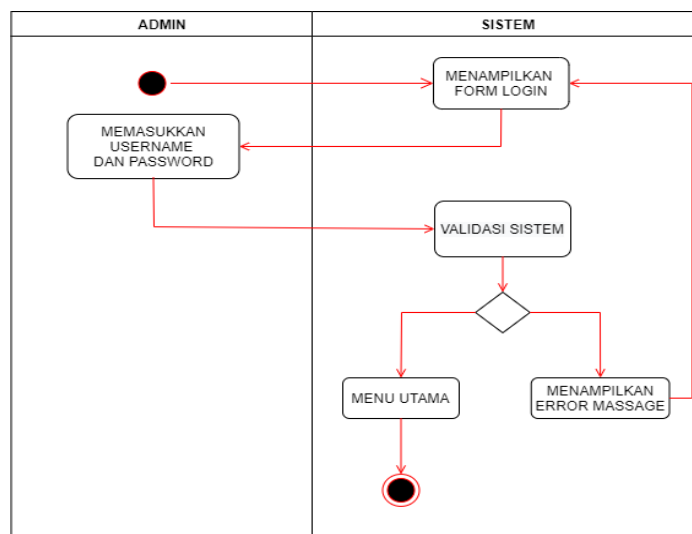 ADMIN
SISTEM
MENAMPILKAN
FORM LOGIN
MEMASUKKAN
USERNAME
DAN PASSWORD
VALIDASI SISTEM
MENU UTAMA
MENAMPILKAN
ERROR MASSAGE